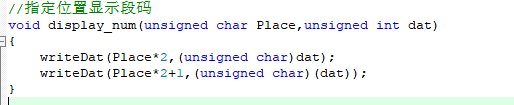 //指定位置显示段码
void display_num(unsigned char Place,unsigned int dat)
{
    writeDat(Place*2,(unsigned char)dat);
    writeDat(Place*2+1,(unsigned char)(dat));
}